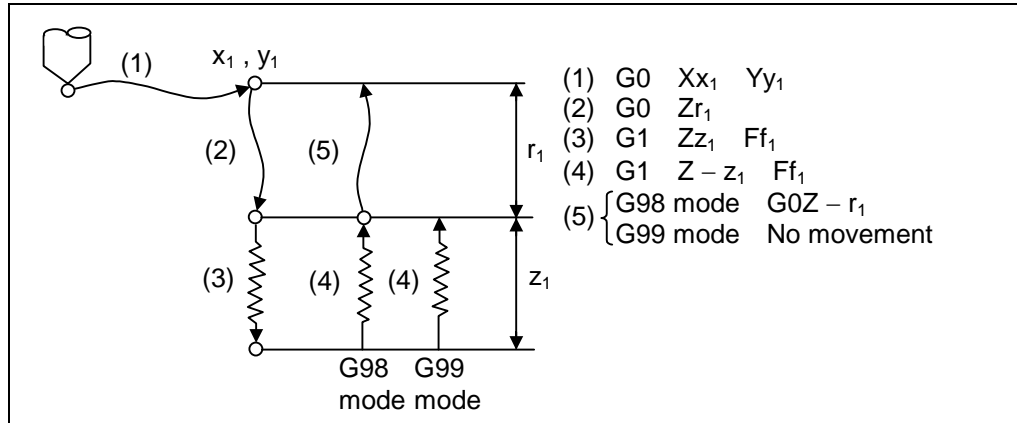 (1)
x₁ , y₁
(2)
(5)
r₁
(3)
(4)
(4)
z₁
G98 mode
G99 mode
(1) G0 Xx₁ Yy₁
(2) G0 Zr₁
(3) G1 Zz₁ Ff₁
(4) G1 Z – z₁ Ff₁
(5) { G98 mode G0Z – r₁
G99 mode No movement